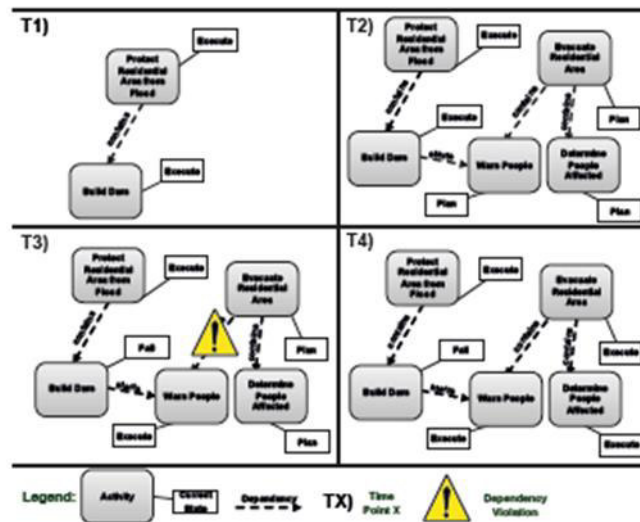 T1)
Execute
Protect
Residential
Area from
Flood
Build Dam
Execute
T2)
Protect
Residential
Area from
Flood
Execute
Evacuate
Residential
Area
Plan
Execute
Build Dam
Warn People
Determine
People
Affected
Plan
Plan
T3)
Protect
Residential
Area from
Flood
Execute
Evacuate
Residential
Area
!
Plan
Fail
Build Dam
Warn People
Determine
People
Affected
Execute
Plan
T4)
Protect
Residential
Area from
Flood
Execute
Evacuate
Residential
Area
Execute
Fail
Build Dam
Warn People
Determine
People
Affected
Execute
Execute
Legend:
Activity
Current
State
Dependency
TX)
Time
Point X
!
Dependency
Violation